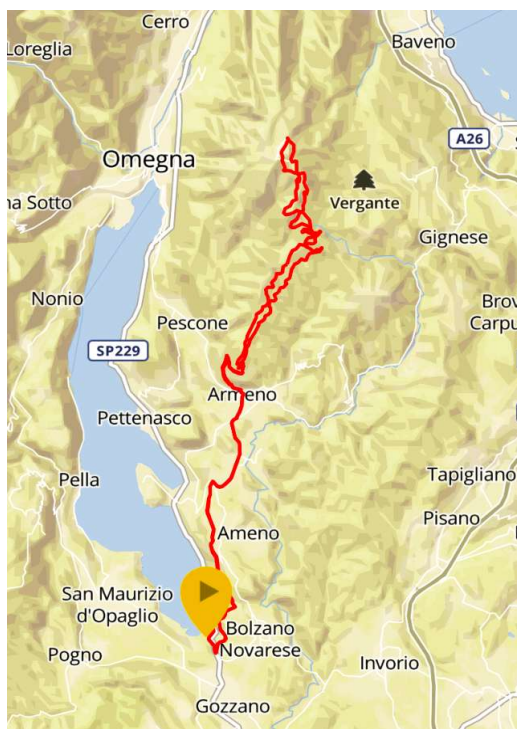 Cerro
Loreglia
Baveno
A26
Omegna
na Sotto
Vergante
Gignese
Nonio
Brov
Carpu
Pescone
SP229
Armeno
Pettenasco
Pella
Tapigliano
Pisano
Ameno
San Maurizio
d'Opaglio
Bolzano
Novarese
Pogno
Invorio
Gozzano